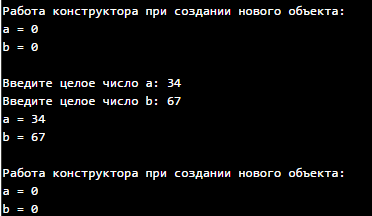 Работа конструктора при создании нового объекта:
a = 0
b = 0
Введите целое число a: 34
Введите целое число b: 67
a = 34
b = 67
Работа конструктора при создании нового объекта:
a = 0
b = 0